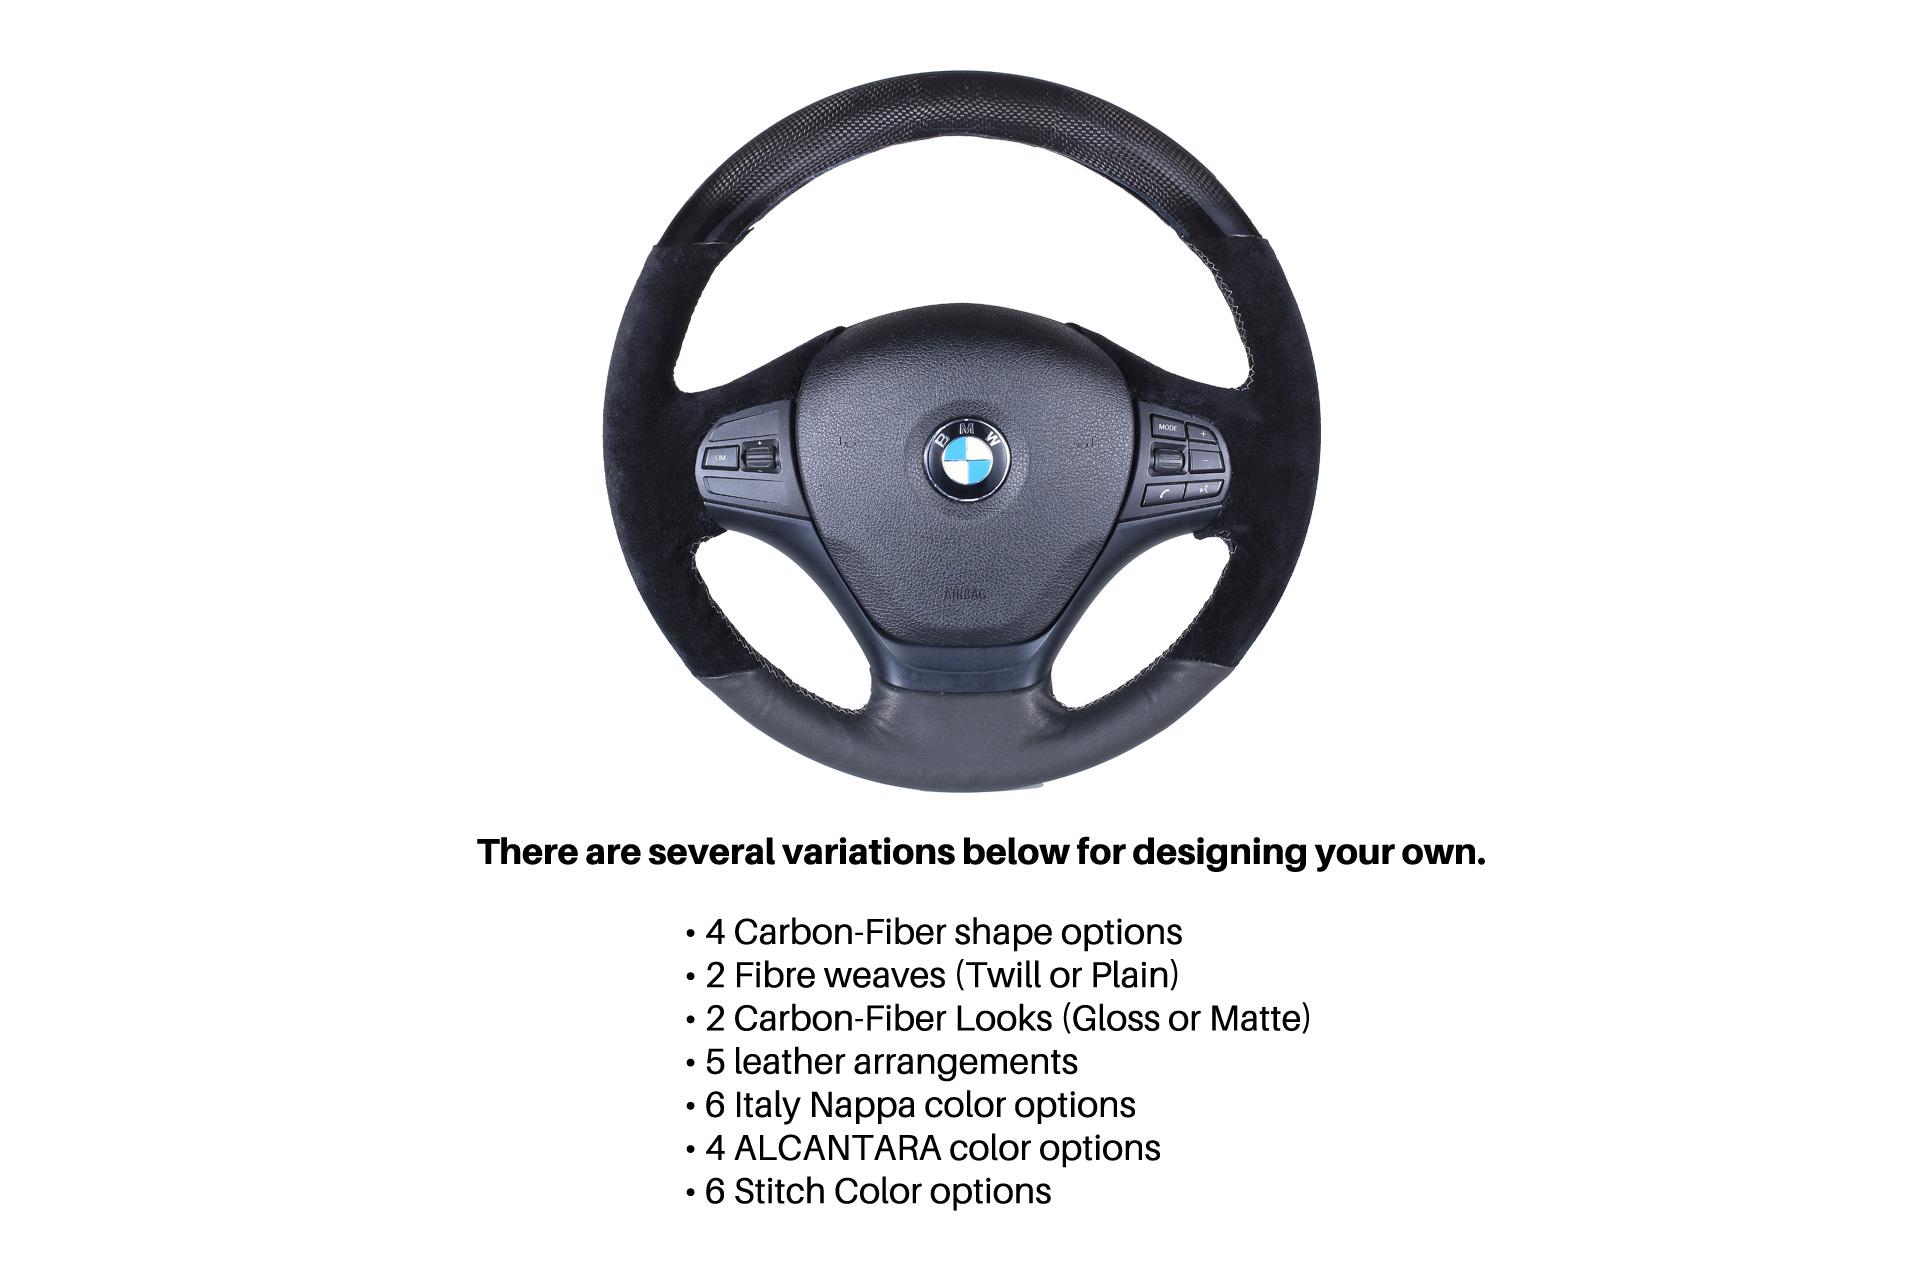 BMW
MODE
+
+
LIM
-
-
AIRBAG
There are several variations below for designing your own.
• 4 Carbon-Fiber shape options
• 2 Fibre weaves (Twill or Plain)
• 2 Carbon-Fiber Looks (Gloss or Matte)
• 5 leather arrangements
• 6 Italy Nappa color options
• 4 ALCANTARA color options
• 6 Stitch Color options